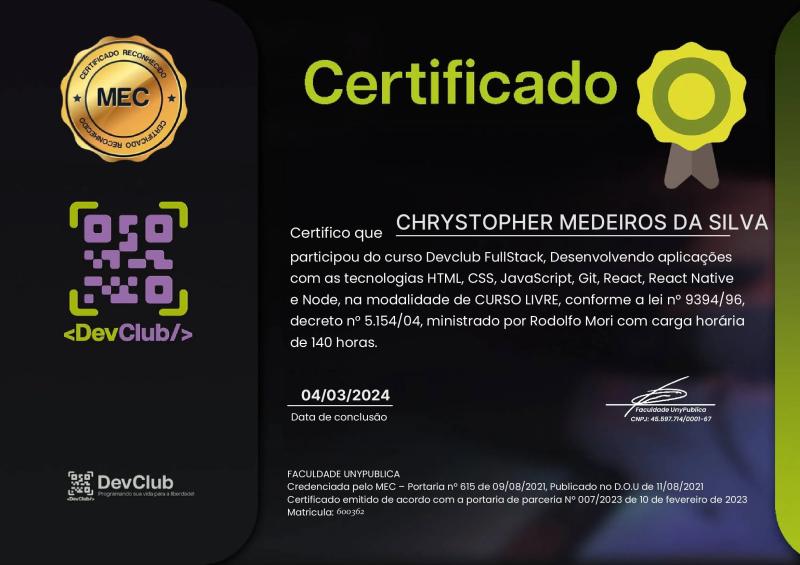 CERTIFICADO RECONHECIDO
MEC
CERTIFICADO RECONHECIDO
<DevClub/>
DevClub
Programando sua vida para a liberdade!
Certificado
Certifico que CHRYSTOPHER MEDEIROS DA SILVA
participou do curso Devclub FullStack, Desenvolvendo aplicações
com as tecnologias HTML, CSS, JavaScript, Git, React, React Native
e Node, na modalidade de CURSO LIVRE, conforme a lei nº 9394/96,
decreto nº 5.154/04, ministrado por Rodolfo Mori com carga horária
de 140 horas.
04/03/2024
Data de conclusão
Faculdade UnyPublica
CNPJ: 45.597.714/0001-67
FACULDADE UNYPUBLICA
Credenciada pelo MEC – Portaria nº 615 de 09/08/2021, Publicado no D.O.U de 11/08/2021
Certificado emitido de acordo com a portaria de parceria Nº 007/2023 de 10 de fevereiro de 2023
Matricula: 600362